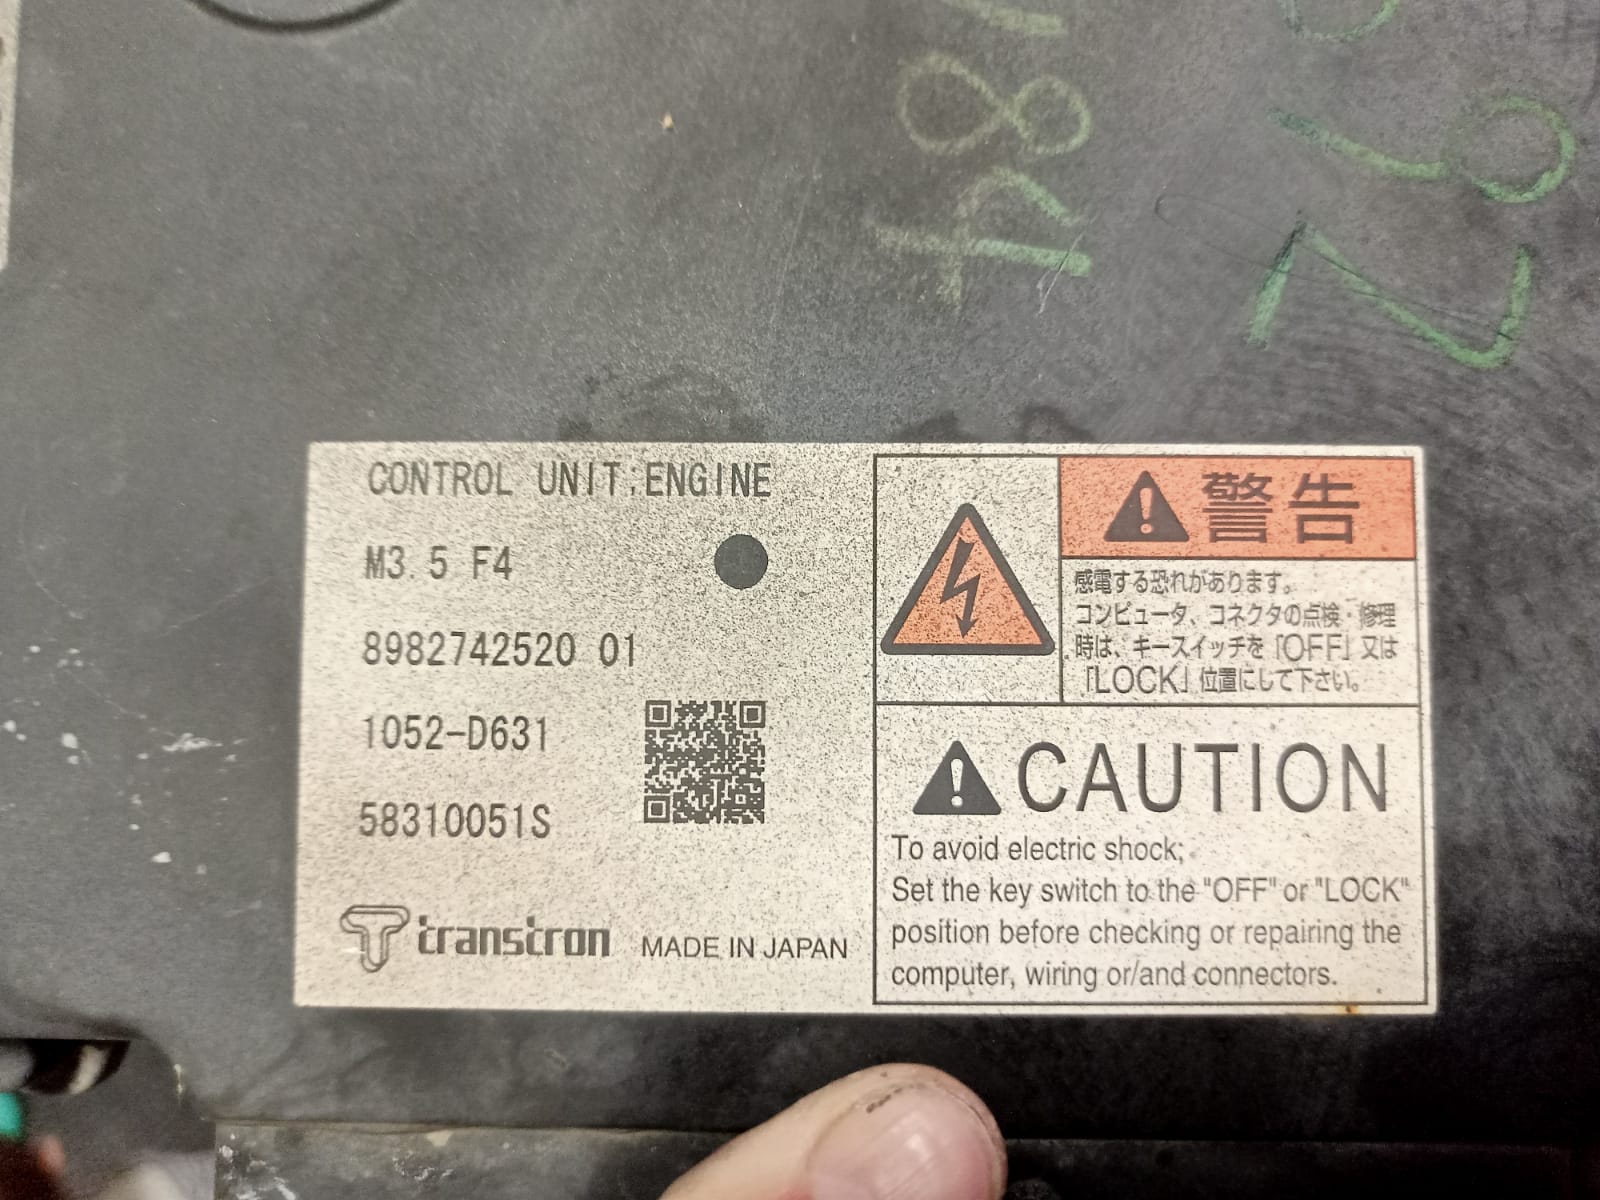 184
97
CONTROL UNIT;ENGINE
M3.5 F4
8982742520 01
1052-D631
58310051S
transtron MADE IN JAPAN
警告
感電する恐れがあります。
コンピュータ、コネクタの点検・修理
時は、キースイッチを「OFF」又は
「LOCK」位置にして下さい。
CAUTION
To avoid electric shock;
Set the key switch to the "OFF" or "LOCK"
position before checking or repairing the
computer, wiring or/and connectors.